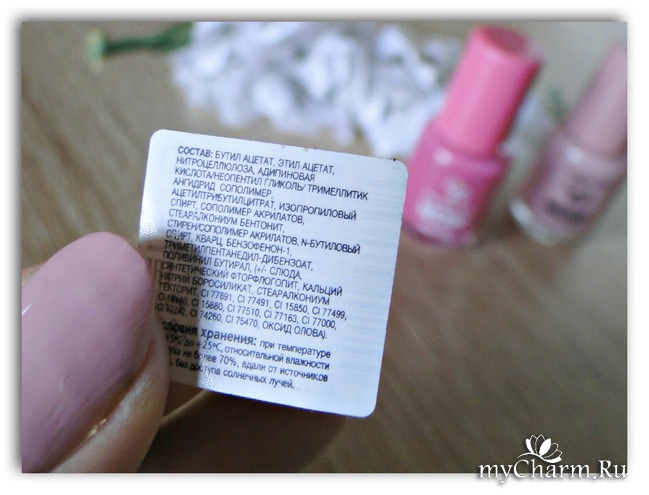 СОСТАВ: БУТИЛ АЦЕТАТ, ЭТИЛ АЦЕТАТ,
НИТРОЦЕЛЛЮЛОЗА, АДИПИНОВАЯ
КИСЛОТА/НЕОПЕНТИЛ ГЛИКОЛЬ/ ТРИМЕЛЛИТИК
АНГИДРИД СОПОЛИМЕР,
АЦЕТИЛТРИБУТИЛЦИТРАТ, ИЗОПРОПИЛОВЫЙ
СПИРТ, СОПОЛИМЕР АКРИЛАТОВ,
СТЕАРАЛКОНИУМ БЕНТОНИТ,
СТИРЕН/СОПОЛИМЕР АКРИЛАТОВ, N-БУТИЛОВЫЙ
СПИРТ, КВАРЦ, БЕНЗОФЕНОН-1,
ТРИМЕТИЛПЕНТАНЕДИЛ-ДИБЕНЗОАТ,
ПОЛИВИНИЛ БУТИРАЛ, (+/- СЛЮДА,
СИНТЕТИЧЕСКИЙ ФТОРФЛОГОПИТ, КАЛЬЦИЙ
НАТРИЙ БОРОСИЛИКАТ, СТЕАРАЛКОНИУМ
ГЕКТОРИТ, CI 77891, CI 77491, CI 15850, CI 77499,
CI 15880, CI 77510, CI 77163, CI 77000,
CI 74260, CI 75470, ОКСИД ОЛОВА).
Условия хранения: при температуре
+5°С до +25°С, относительной влажности
не более 70%, вдали от источников
без доступа солнечных лучей.
myCharm.Ru